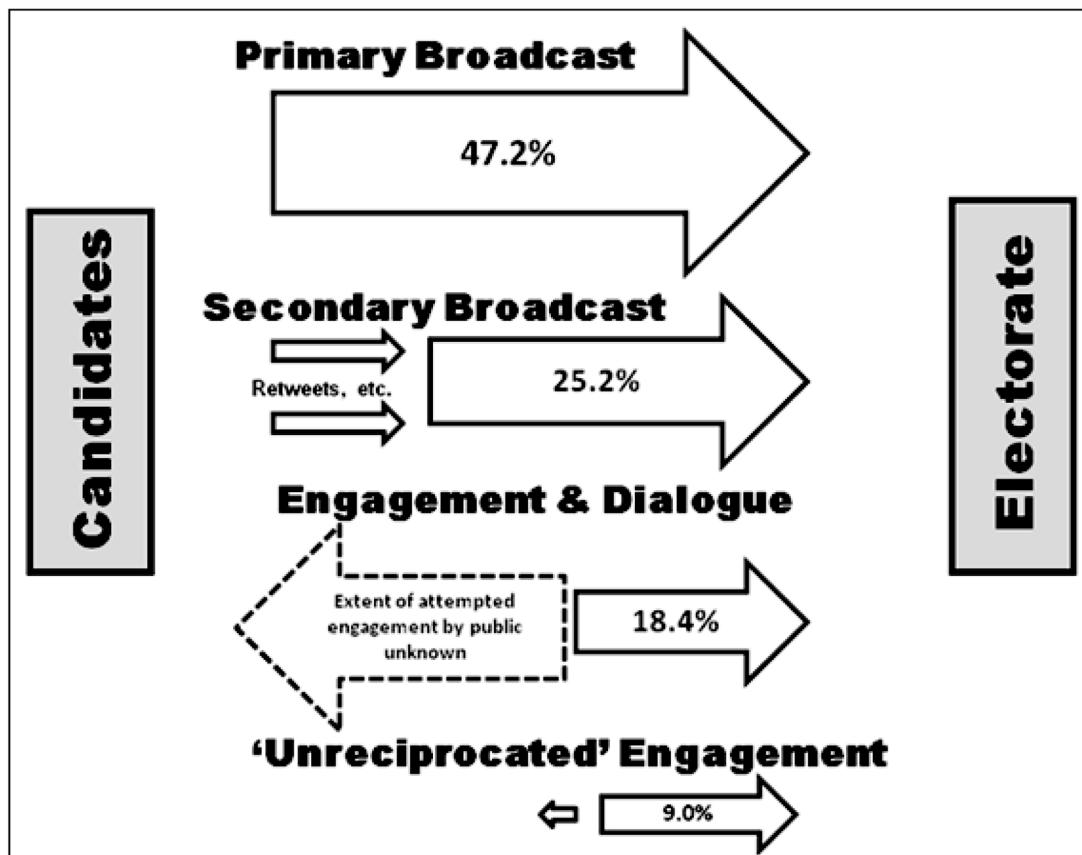 Primary Broadcast
47.2%
Candidates
Electorate
Secondary Broadcast
Retweets, etc.
25.2%
Engagement & Dialogue
Extent of attempted
engagement by public
unknown
18.4%
‘Unreciprocated’ Engagement
9.0%